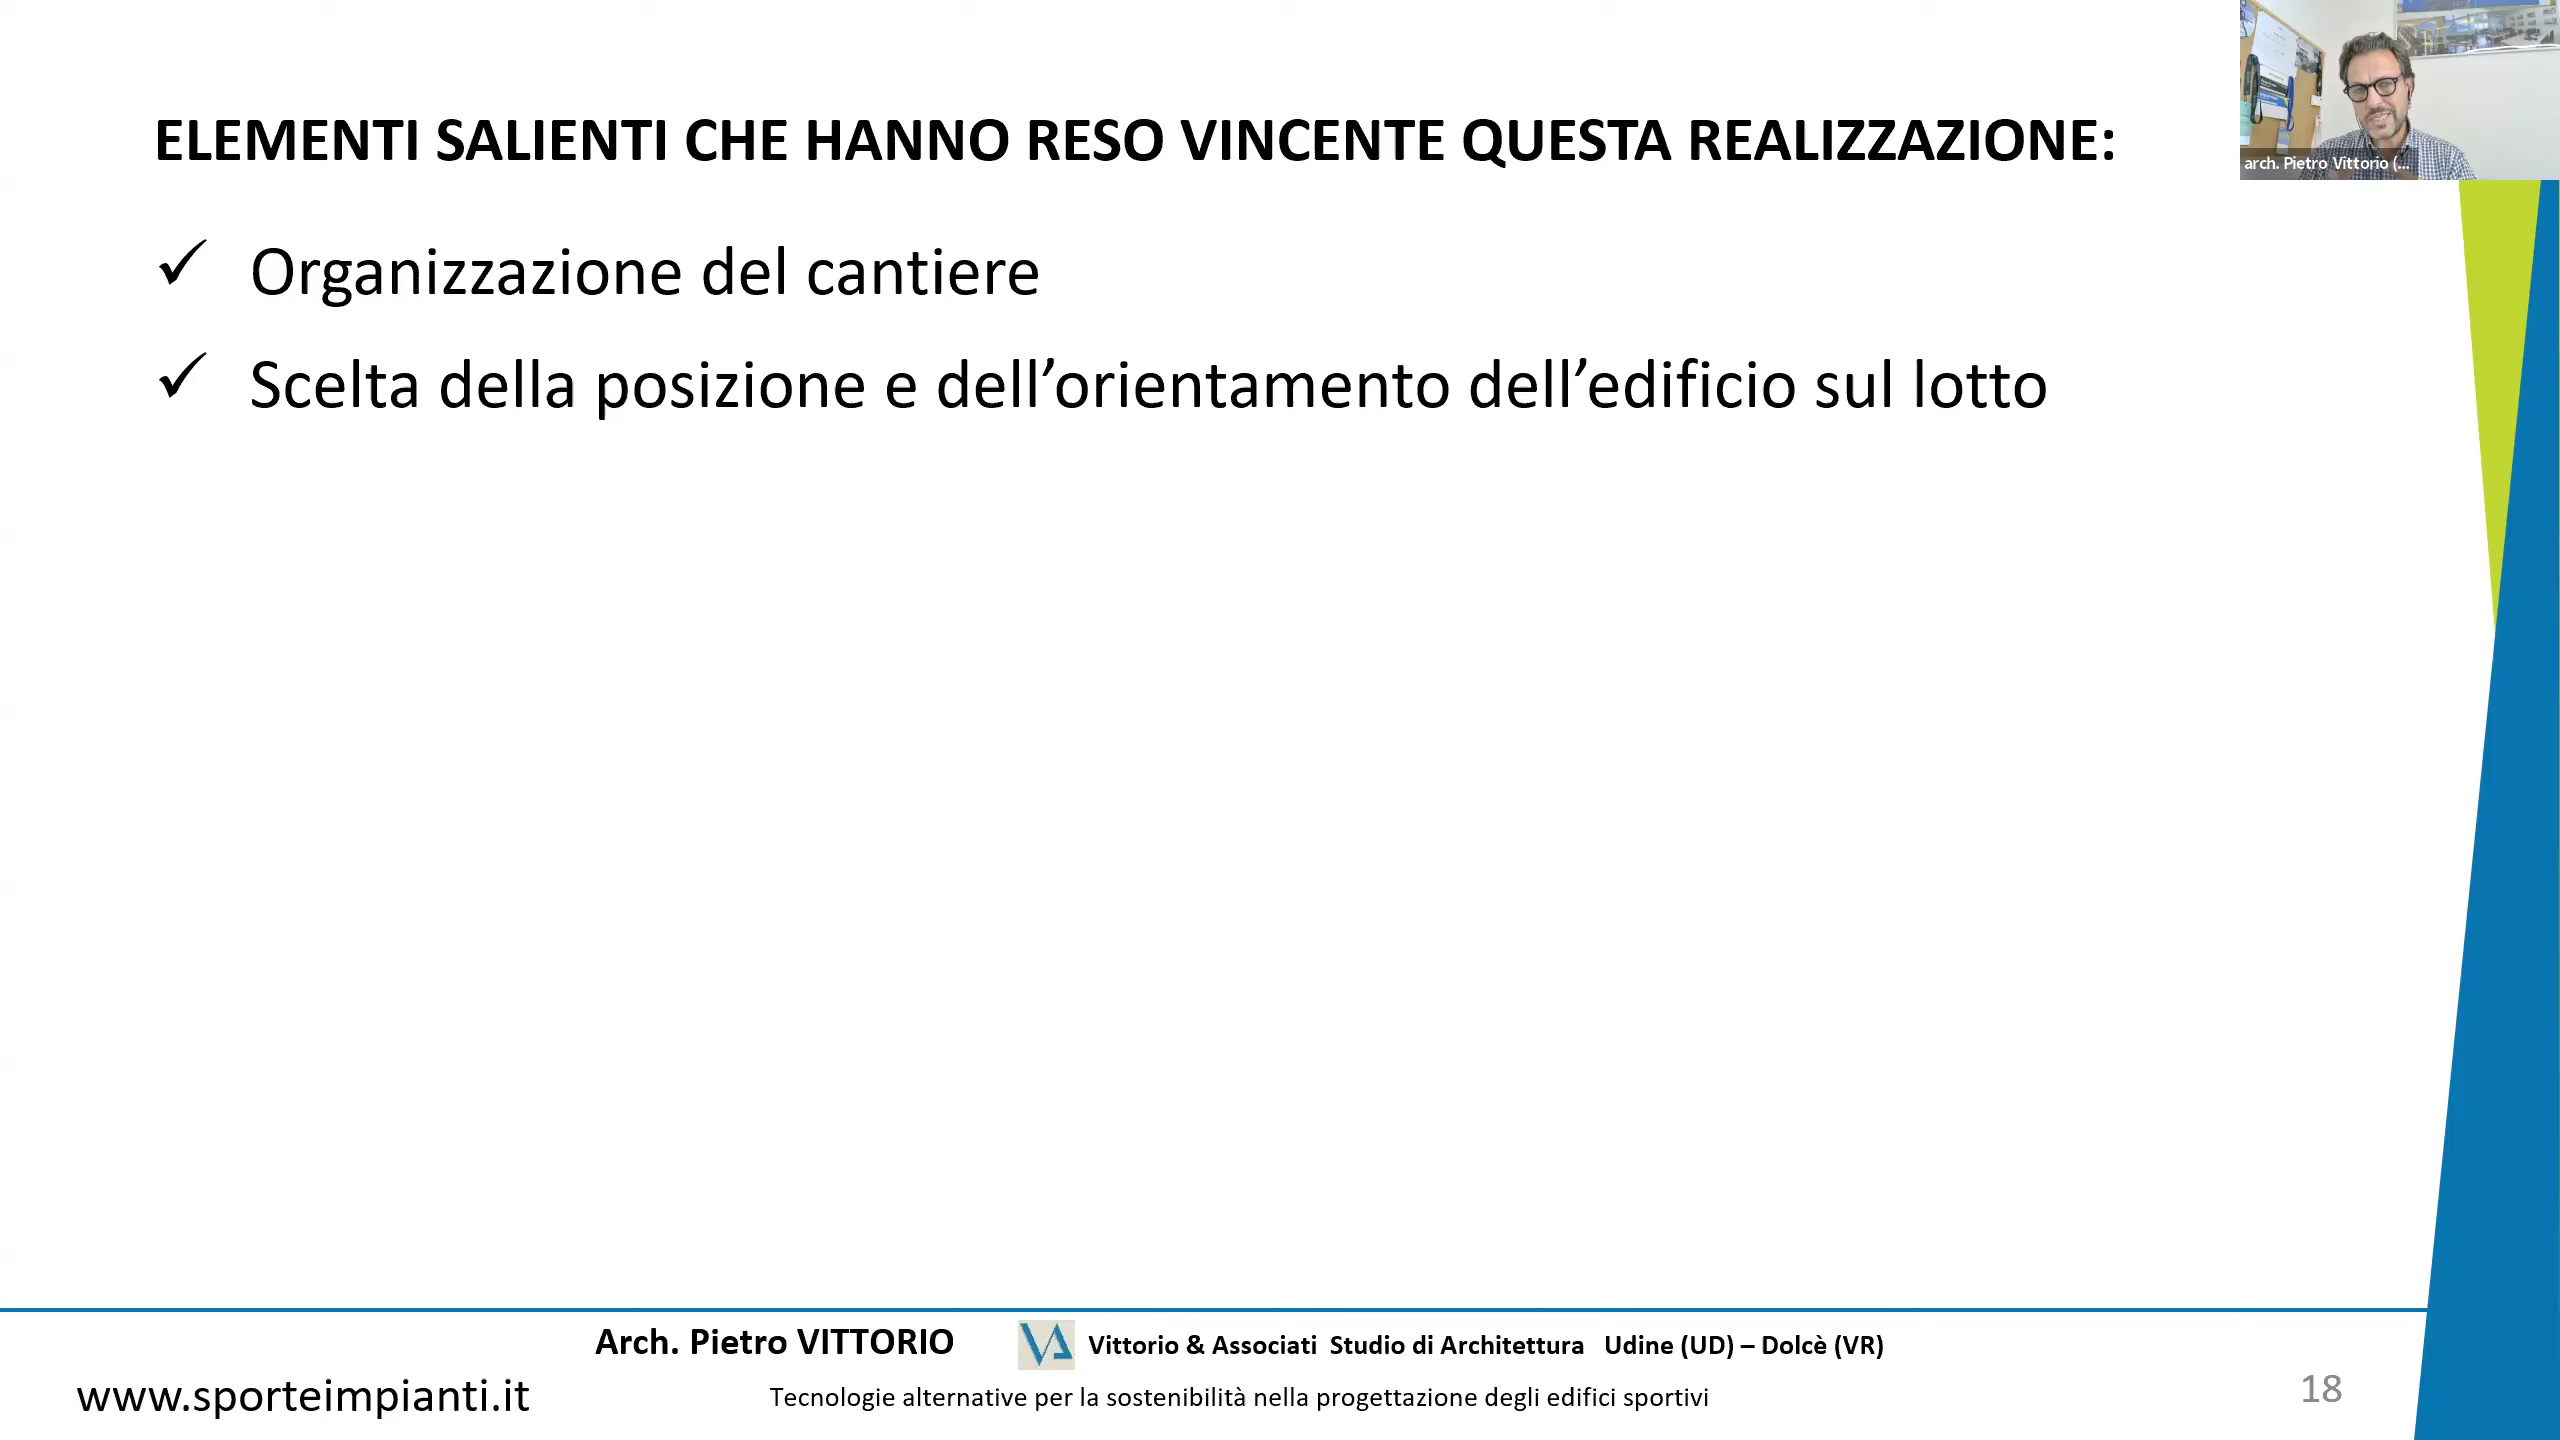 ELEMENTI SALIENTI CHE HANNO RESO VINCENTE QUESTA REALIZZAZIONE:
arch. Pietro Vittorio (...
✓ Organizzazione del cantiere
✓ Scelta della posizione e dell’orientamento dell’edificio sul lotto
Arch. Pietro VITTORIO VA Vittorio & Associati Studio di Architettura Udine (UD) – Dolcè (VR)
www.sporteimpianti.it Tecnologie alternative per la sostenibilità nella progettazione degli edifici sportivi 18